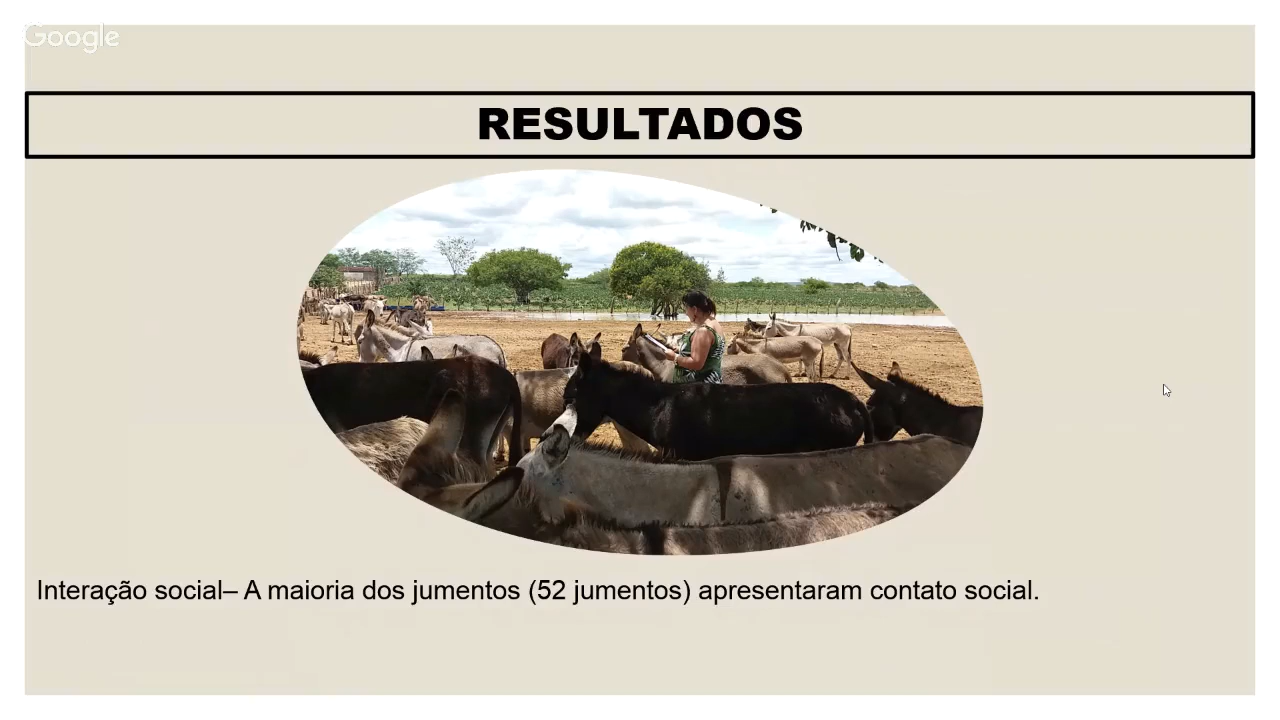 Google
RESULTADOS
Interação social– A maioria dos jumentos (52 jumentos) apresentaram contato social.